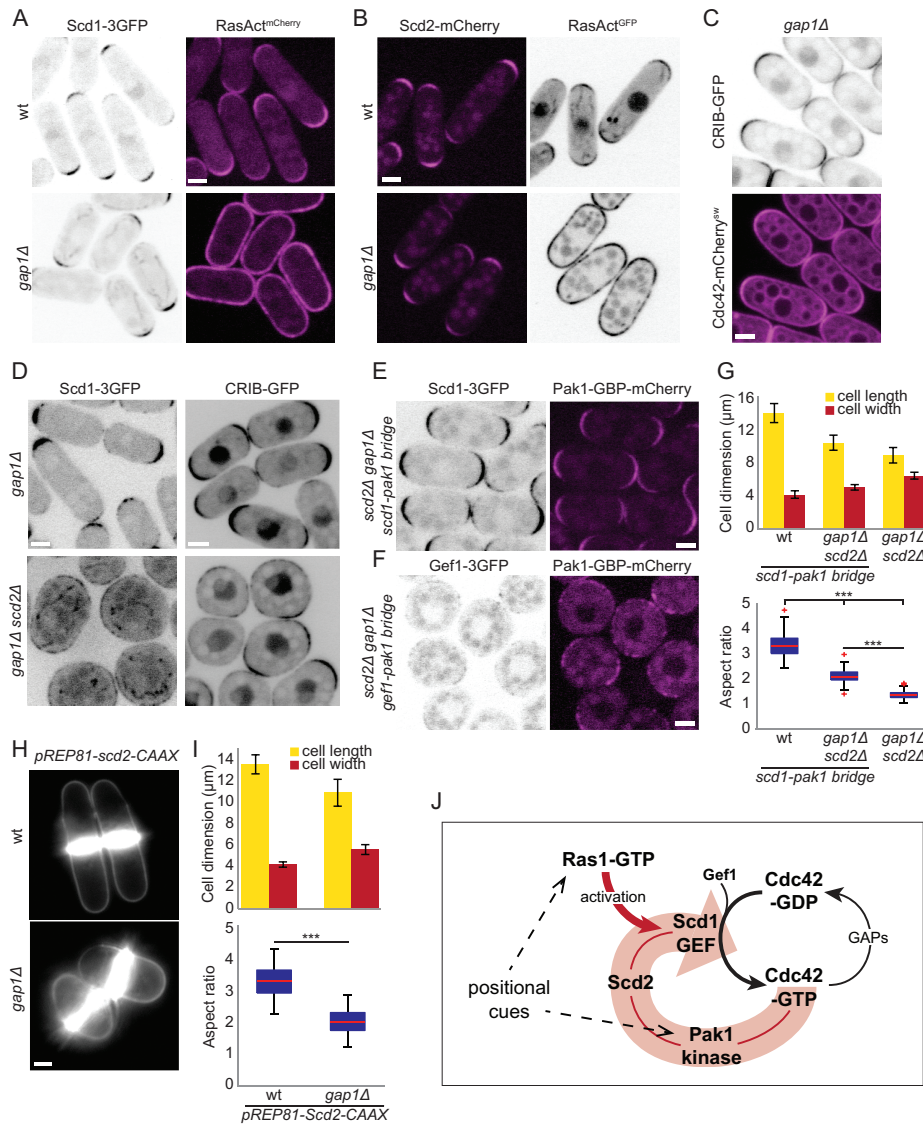 A
Scd1-3GFP
RasAct^mCherry
wt
gap1Δ
B
Scd2-mCherry
RasAct^GFP
wt
gap1Δ
C
gap1Δ
CRIB-GFP
Cdc42-mCherry^sw
D
Scd1-3GFP
CRIB-GFP
gap1Δ
gap1Δ scd2Δ
E
Scd1-3GFP
Pak1-GBP-mCherry
scd2Δ gap1Δ
scd1-pak1 bridge
F
Gef1-3GFP
Pak1-GBP-mCherry
scd2Δ gap1Δ
gef1-pak1 bridge
G
cell length
cell width
Cell dimension (µm)
16
12
8
4
0
wt
gap1Δ
scd2Δ
gap1Δ
scd2Δ
scd1-pak1 bridge
Aspect ratio
5
4
3
2
1
0
***
***
wt
gap1Δ
scd2Δ
gap1Δ
scd2Δ
scd1-pak1 bridge
H
pREP81-scd2-CAAX
wt
gap1Δ
I
cell length
cell width
Cell dimension (µm)
14
12
10
8
6
4
2
0
Aspect ratio
5
4
3
2
1
0
***
wt
gap1Δ
pREP81-Scd2-CAAX
J
Ras1-GTP
activation
Gef1
Cdc42
-GDP
Scd1
GEF
GAPs
Scd2
Cdc42
-GTP
positional
cues
Pak1
kinase